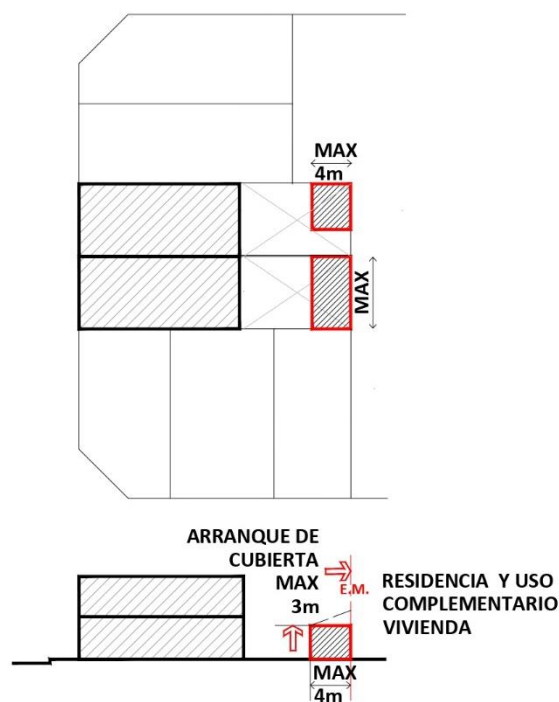 MAX
4m
MAX
ARRANQUE DE
CUBIERTA
MAX
3m
E.M.
RESIDENCIA Y USO
COMPLEMENTARIO
VIVIENDA
MAX
4m